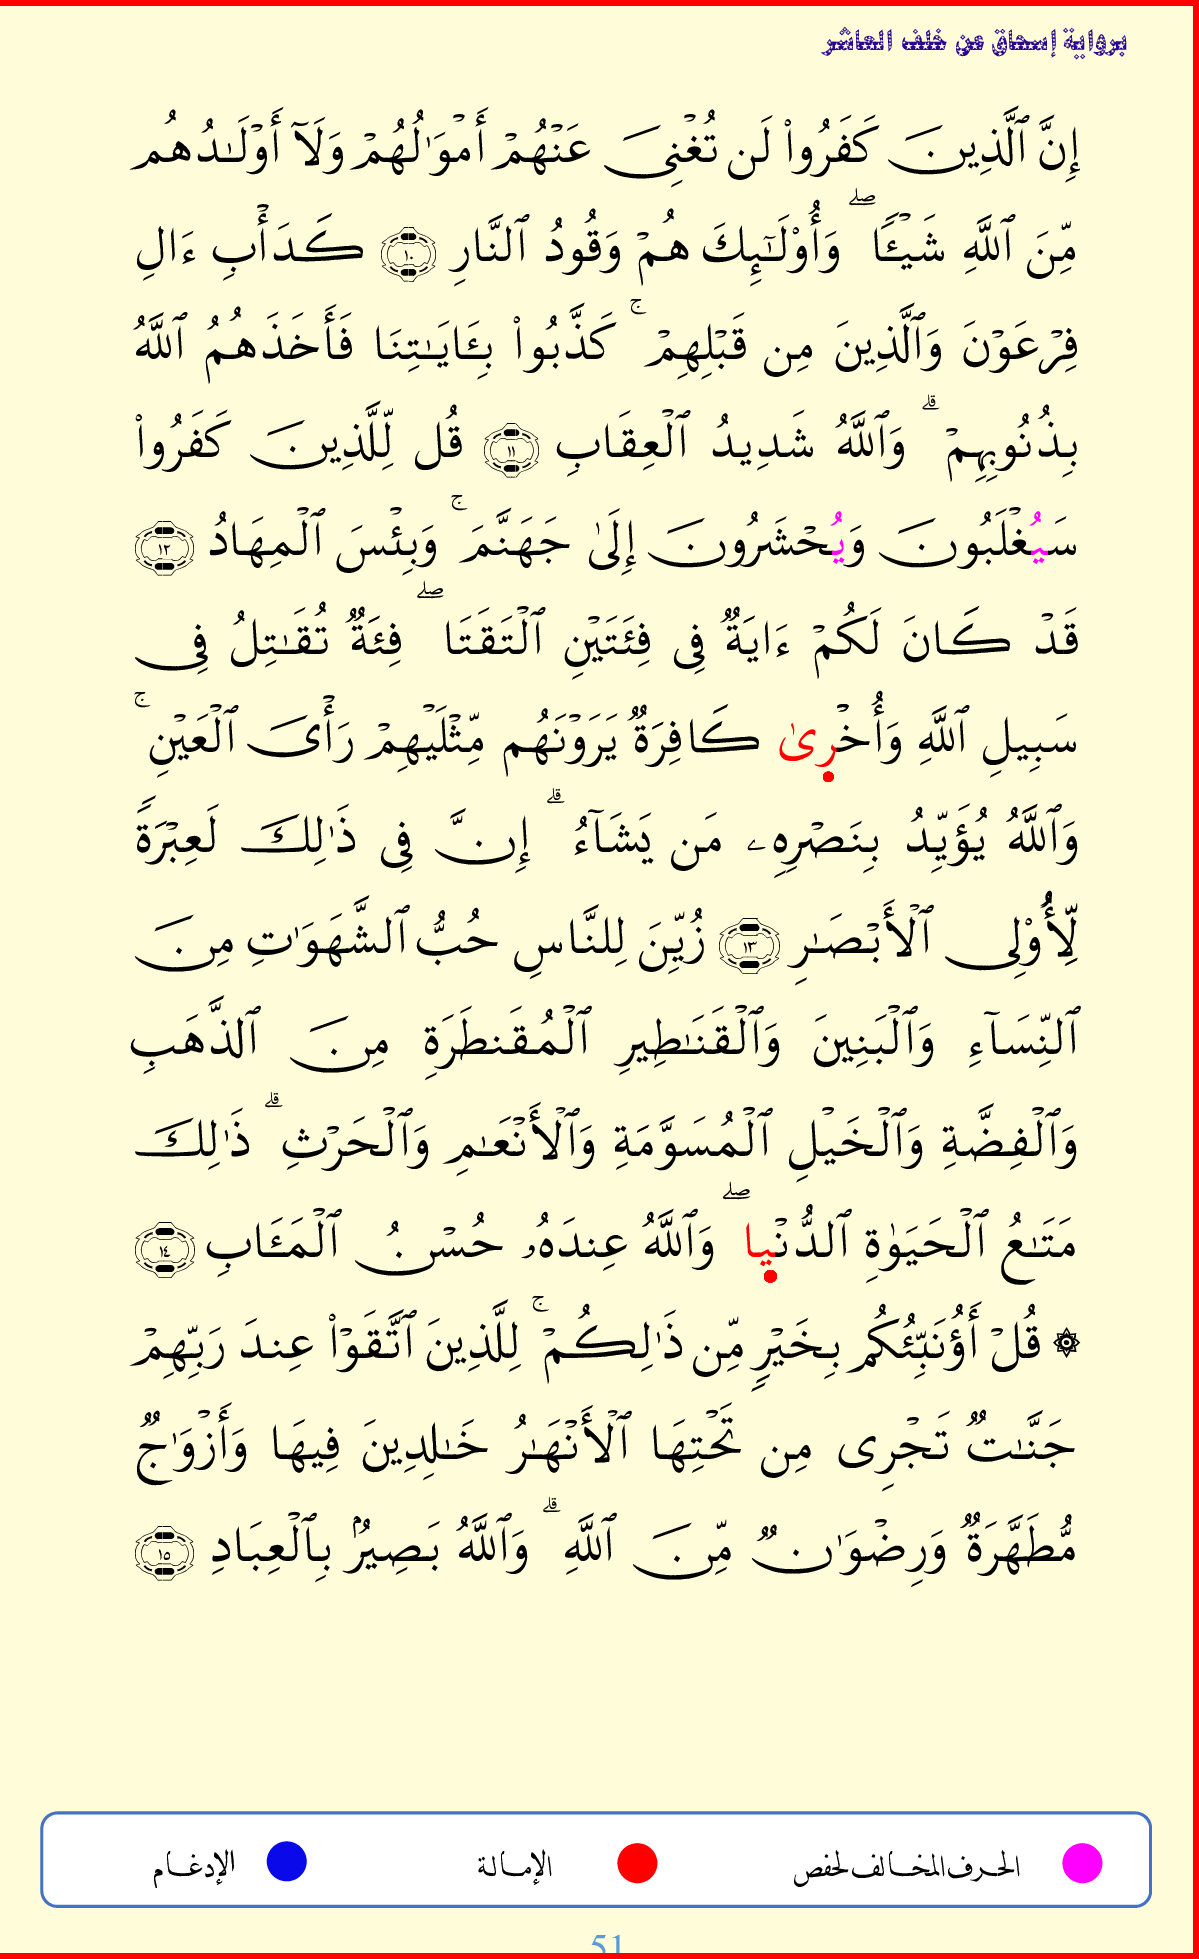 برواية إسحاق عن خلف العاشر
إِنَّ ٱلَّذِينَ كَفَرُوا۟ لَن تُغْنِىَ عَنْهُمْ أَمْوَٰلُهُمْ وَلَآ أَوْلَـٰدُهُم
مِّنَ ٱللَّهِ شَيْـًٔا ۖ وَأُو۟لَـٰٓئِكَ هُمْ وَقُودُ ٱلنَّارِ ١٠ كَدَأْبِ ءَالِ
فِرْعَوْنَ وَٱلَّذِينَ مِن قَبْلِهِمْ ۚ كَذَّبُوا۟ بِـَٔايَـٰتِنَا فَأَخَذَهُمُ ٱللَّهُ
بِذُنُوبِهِمْ ۗ وَٱللَّهُ شَدِيدُ ٱلْعِقَابِ ١١ قُل لِّلَّذِينَ كَفَرُوا۟
سَيُغْلَبُونَ وَيُحْشَرُونَ إِلَىٰ جَهَنَّمَ ۚ وَبِئْسَ ٱلْمِهَادُ ١٢
قَدْ كَانَ لَكُمْ ءَايَةٌ فِى فِئَتَيْنِ ٱلْتَقَتَا ۖ فِئَةٌ تُقَـٰتِلُ فِى
سَبِيلِ ٱللَّهِ وَأُخْرِىٰ كَافِرَةٌ يَرَوْنَهُم مِّثْلَيْهِمْ رَأْىَ ٱلْعَيْنِ ۚ
وَٱللَّهُ يُؤَيِّدُ بِنَصْرِهِۦ مَن يَشَآءُ ۗ إِنَّ فِى ذَٰلِكَ لَعِبْرَةً
لِّأُو۟لِى ٱلْأَبْصَـٰرِ ١٣ زُيِّنَ لِلنَّاسِ حُبُّ ٱلشَّهَوَٰتِ مِنَ
ٱلنِّسَآءِ وَٱلْبَنِينَ وَٱلْقَنَـٰطِيرِ ٱلْمُقَنطَرَةِ مِنَ ٱلذَّهَبِ
وَٱلْفِضَّةِ وَٱلْخَيْلِ ٱلْمُسَوَّمَةِ وَٱلْأَنْعَـٰمِ وَٱلْحَرْثِ ۗ ذَٰلِكَ
مَتَـٰعُ ٱلْحَيَوٰةِ ٱلدُّنْيا ۖ وَٱللَّهُ عِندَهُۥ حُسْنُ ٱلْمَـَٔابِ ١٤
۞ قُلْ أَؤُنَبِّئُكُم بِخَيْرٍ مِّن ذَٰلِكُمْ ۚ لِلَّذِينَ ٱتَّقَوْا۟ عِندَ رَبِّهِمْ
جَنَّـٰتٌ تَجْرِى مِن تَحْتِهَا ٱلْأَنْهَـٰرُ خَـٰلِدِينَ فِيهَا وَأَزْوَٰجٌ
مُّطَهَّرَةٌ وَرِضْوَٰنٌ مِّنَ ٱللَّهِ ۗ وَٱللَّهُ بَصِيرٌۢ بِٱلْعِبَادِ ١٥
الحرف المخالف لحفص الإمالة الإدغام
51